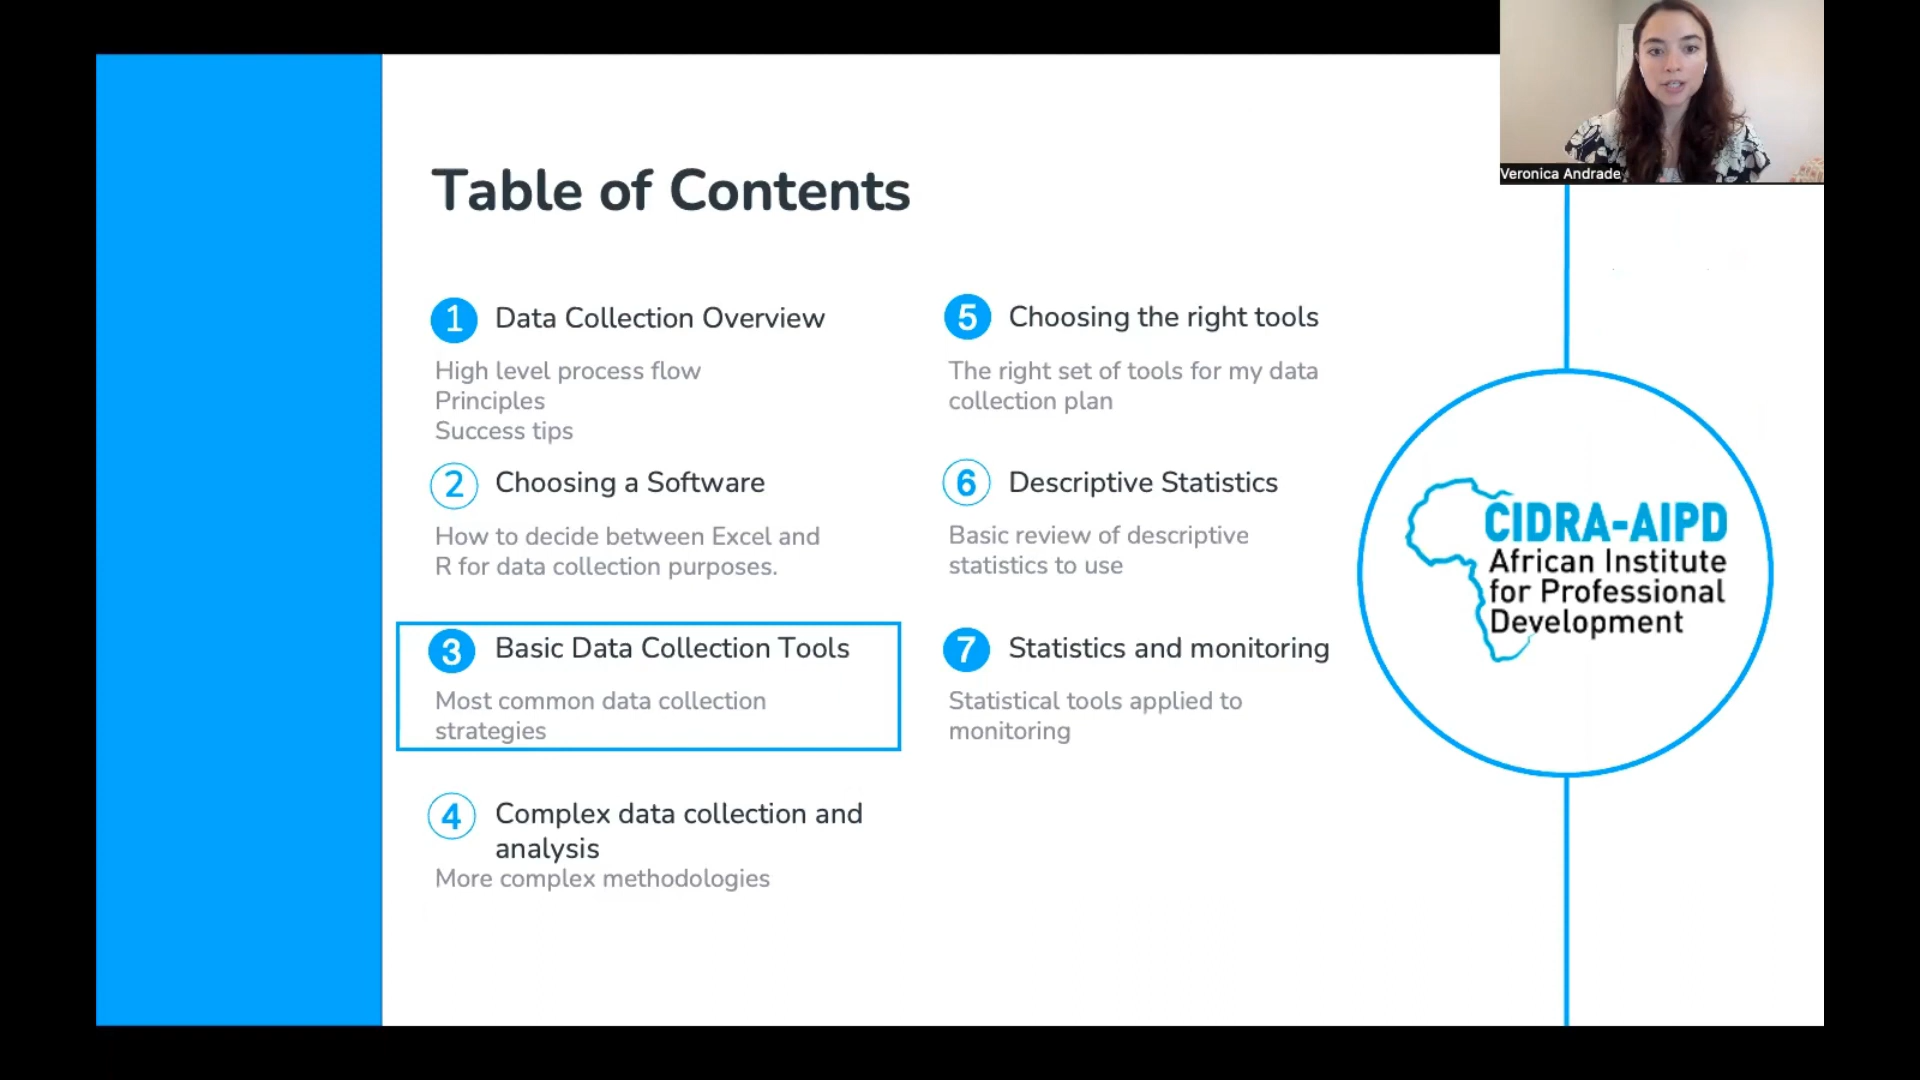 Veronica Andrade
Table of Contents
1 Data Collection Overview
High level process flow
Principles
Success tips
2 Choosing a Software
How to decide between Excel and
R for data collection purposes.
3 Basic Data Collection Tools
Most common data collection
strategies
4 Complex data collection and
analysis
More complex methodologies
5 Choosing the right tools
The right set of tools for my data
collection plan
6 Descriptive Statistics
Basic review of descriptive
statistics to use
7 Statistics and monitoring
Statistical tools applied to
monitoring
CIDRA-AIPD
African Institute
for Professional
Development